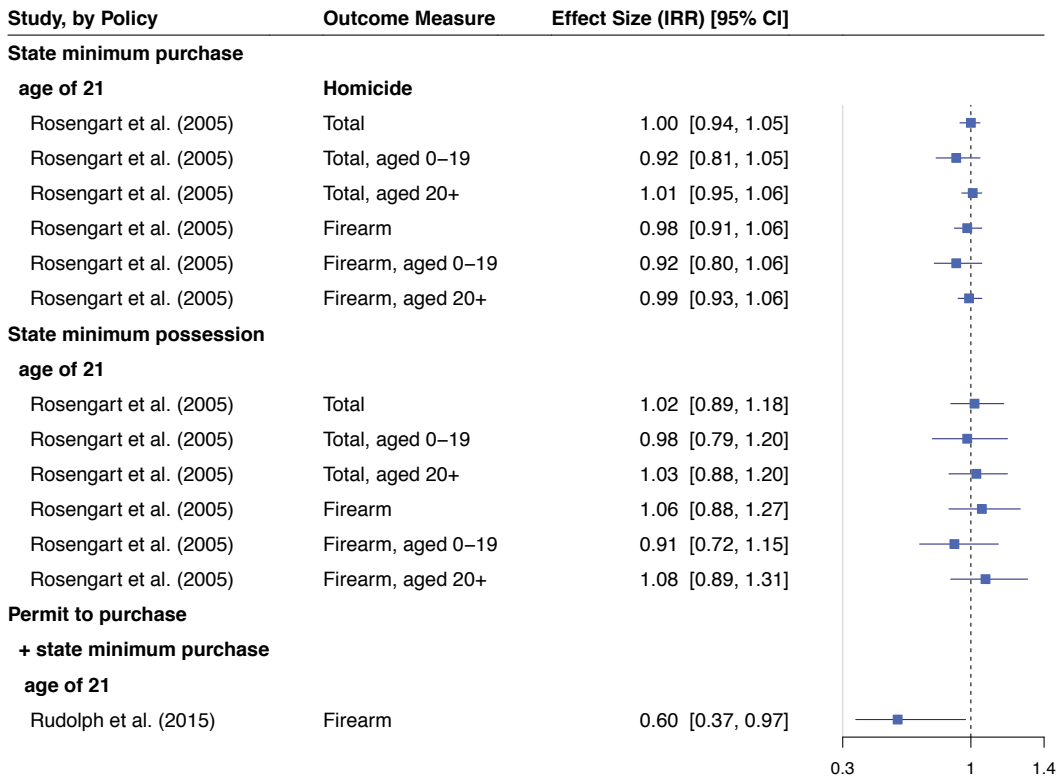 Study, by Policy Outcome Measure Effect Size (IRR) [95% CI]
State minimum purchase
age of 21 Homicide
Rosengart et al. (2005) Total 1.00 [0.94, 1.05]
Rosengart et al. (2005) Total, aged 0–19 0.92 [0.81, 1.05]
Rosengart et al. (2005) Total, aged 20+ 1.01 [0.95, 1.06]
Rosengart et al. (2005) Firearm 0.98 [0.91, 1.06]
Rosengart et al. (2005) Firearm, aged 0–19 0.92 [0.80, 1.06]
Rosengart et al. (2005) Firearm, aged 20+ 0.99 [0.93, 1.06]
State minimum possession
age of 21
Rosengart et al. (2005) Total 1.02 [0.89, 1.18]
Rosengart et al. (2005) Total, aged 0–19 0.98 [0.79, 1.20]
Rosengart et al. (2005) Total, aged 20+ 1.03 [0.88, 1.20]
Rosengart et al. (2005) Firearm 1.06 [0.88, 1.27]
Rosengart et al. (2005) Firearm, aged 0–19 0.91 [0.72, 1.15]
Rosengart et al. (2005) Firearm, aged 20+ 1.08 [0.89, 1.31]
Permit to purchase
+ state minimum purchase
age of 21
Rudolph et al. (2015) Firearm 0.60 [0.37, 0.97]
0.3 1 1.4